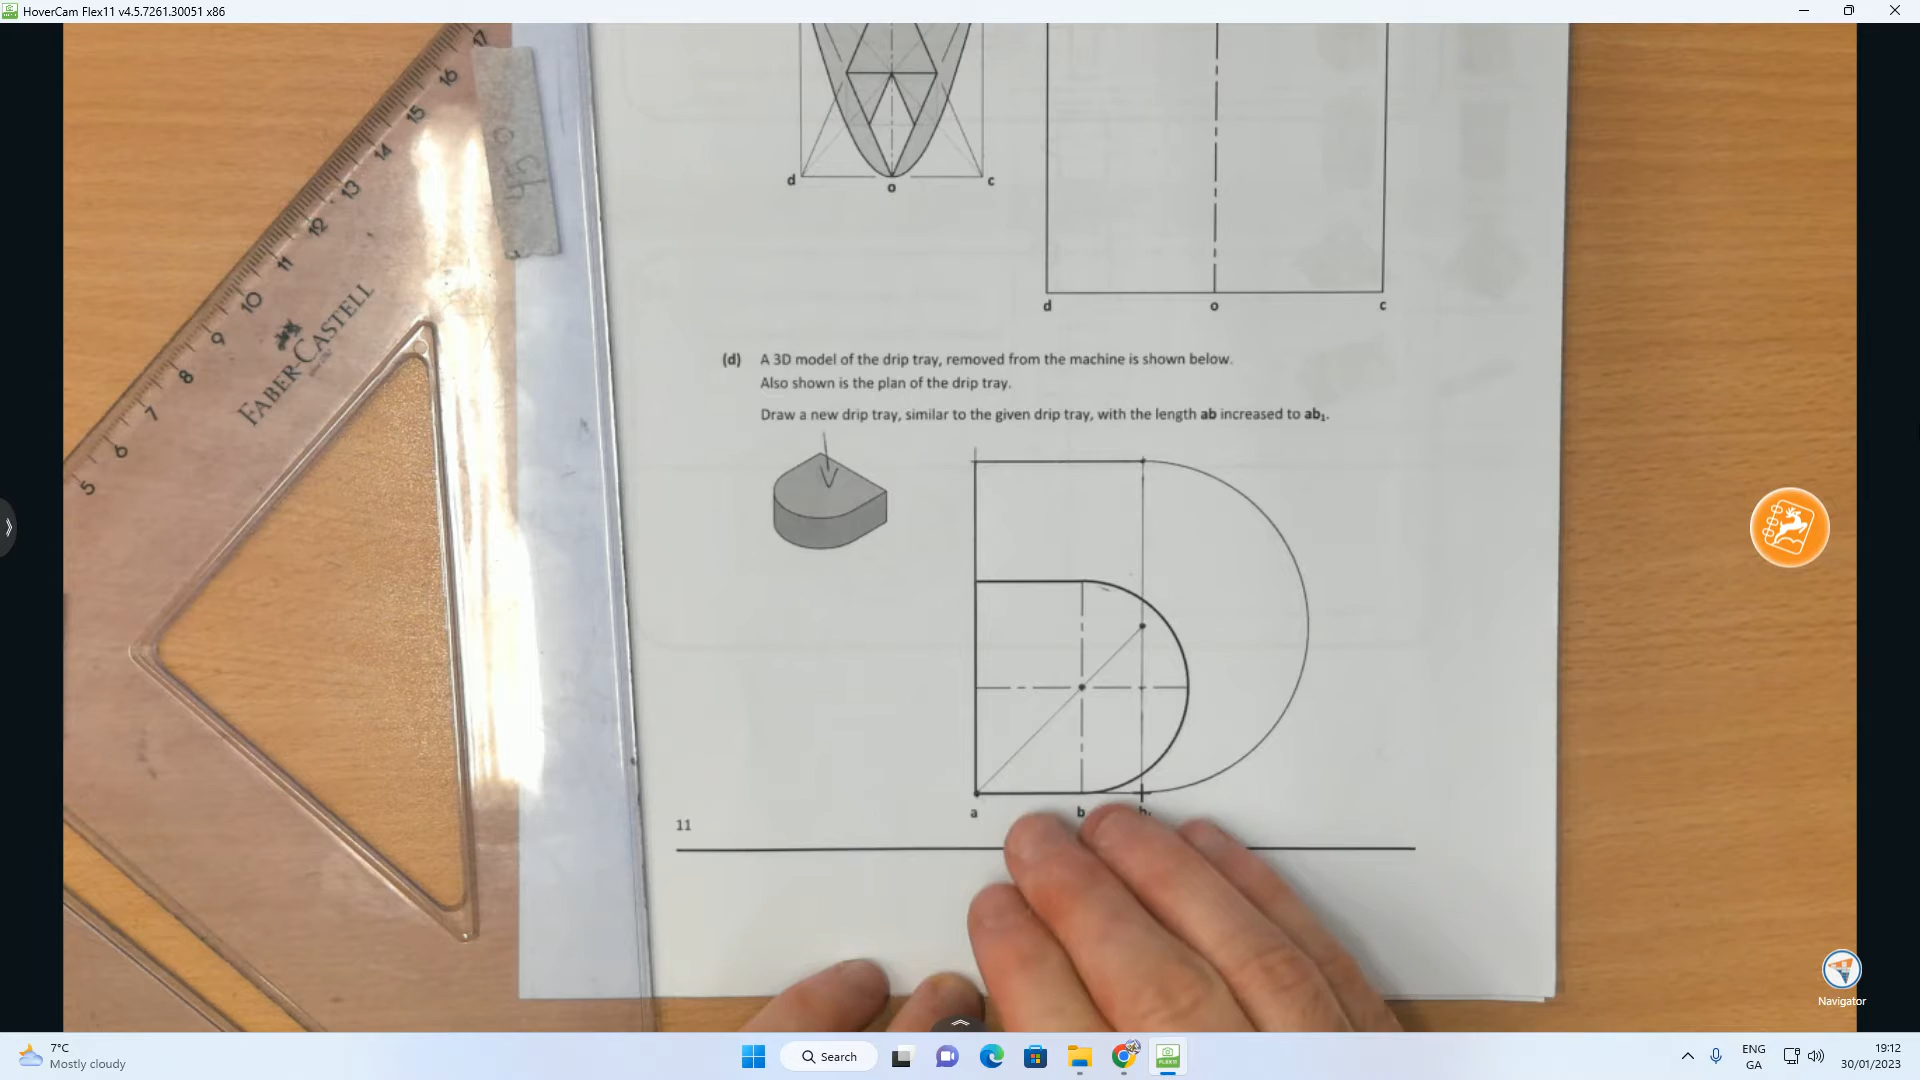 HoverCam Flex11 v4.5.7261.30051 x86
17
16
15
14
13
12
11
10
9
8
7
6
5
FABER-CASTELL
d
o
c
d
o
c
(d) A 3D model of the drip tray, removed from the machine is shown below.
Also shown is the plan of the drip tray.
Draw a new drip tray, similar to the given drip tray, with the length ab increased to ab₁.
a
b
11
Navigator
7°C
Mostly cloudy
Search
FLEX11
ENG
GA
19:12
30/01/2023